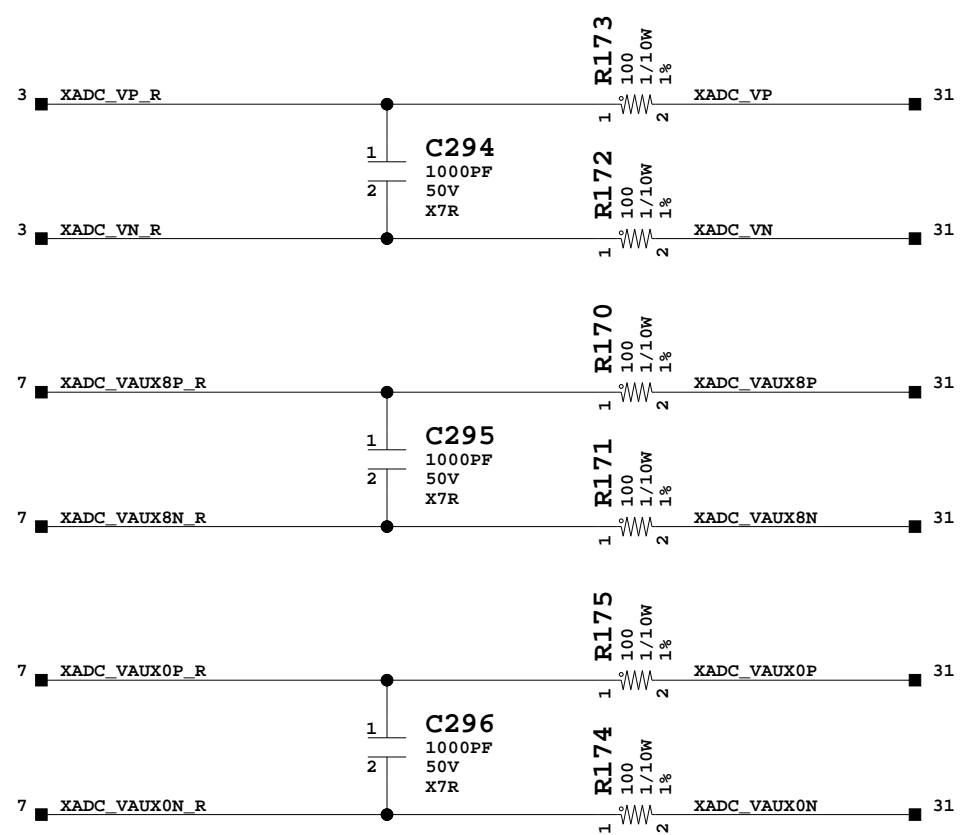 R173
100
1/10W
1%
3 XADC_VP_R
XADC_VP 31
1 2
1
2
C294
1000PF
50V
X7R
R172
100
1/10W
1%
3 XADC_VN_R
XADC_VN 31
1 2
R170
100
1/10W
1%
7 XADC_VAUX8P_R
XADC_VAUX8P 31
1 2
1
2
C295
1000PF
50V
X7R
R171
100
1/10W
1%
7 XADC_VAUX8N_R
XADC_VAUX8N 31
1 2
R175
100
1/10W
1%
7 XADC_VAUX0P_R
XADC_VAUX0P 31
1 2
1
2
C296
1000PF
50V
X7R
R174
100
1/10W
1%
7 XADC_VAUX0N_R
XADC_VAUX0N 31
1 2